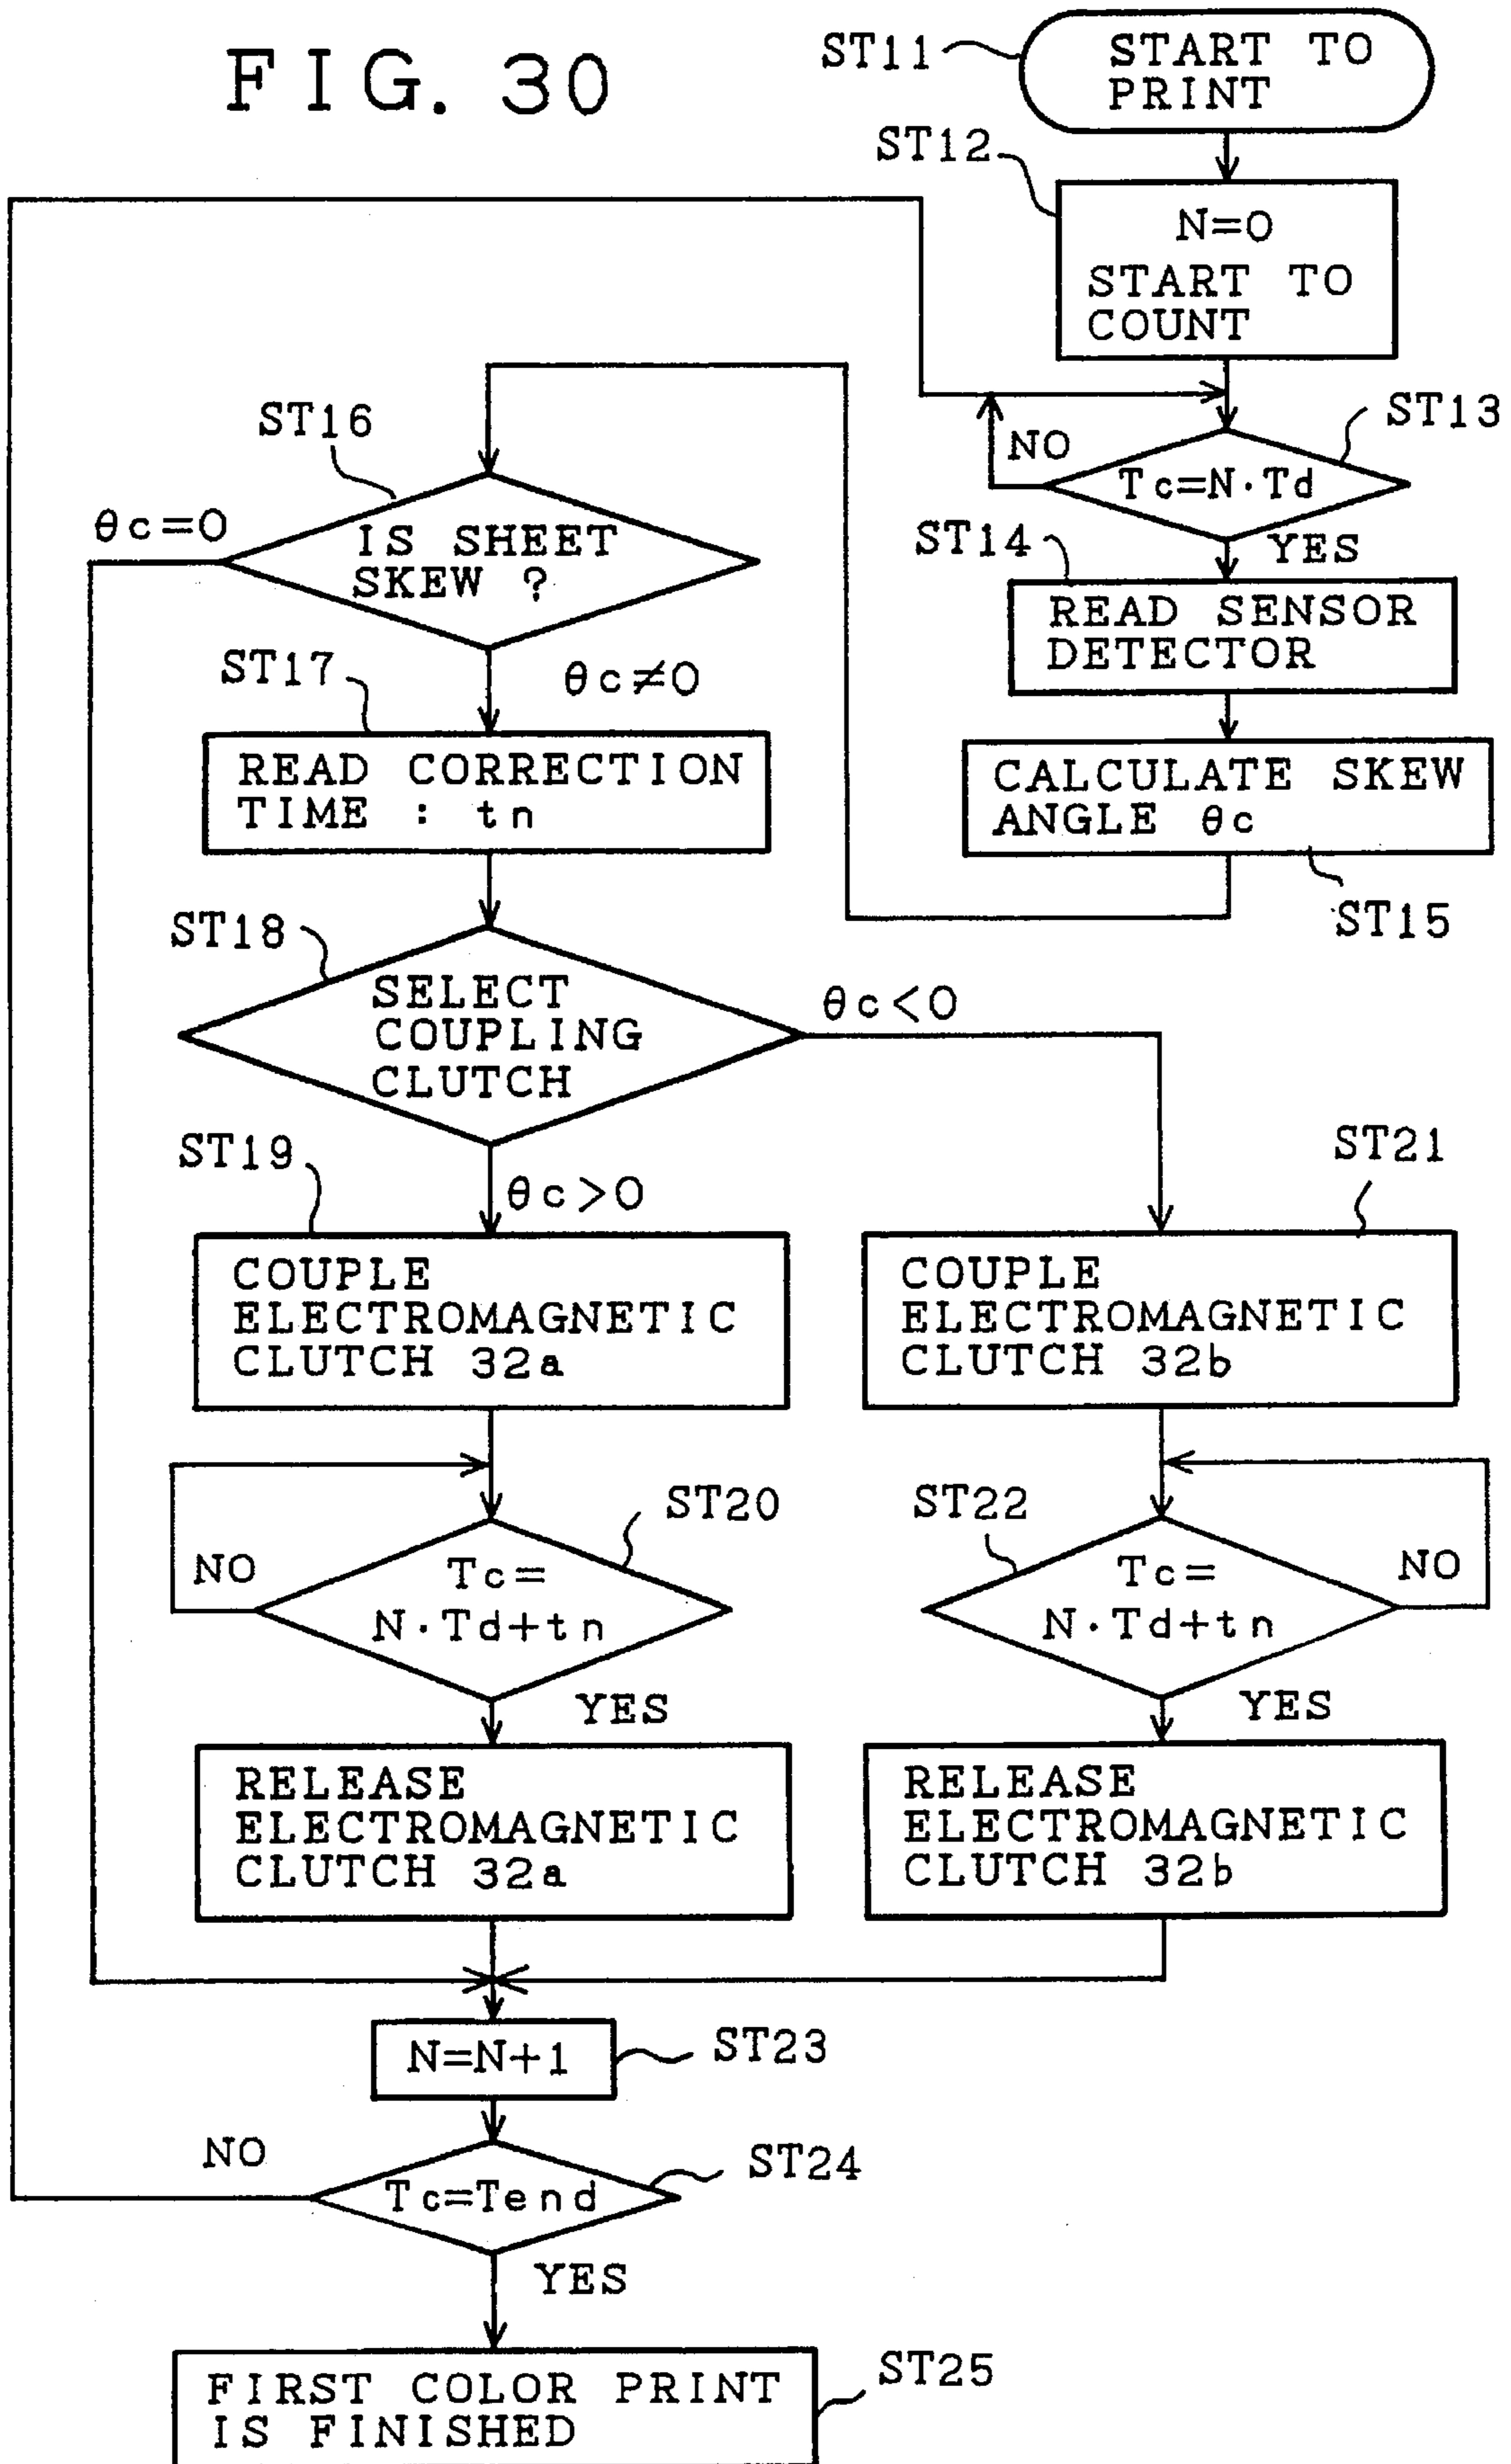 FIG. 30
ST11
START TO
PRINT
ST12
N=0
START TO
COUNT
ST13
NO
Tc=N·Td
YES
ST14
READ SENSOR
DETECTOR
CALCULATE SKEW
ANGLE θc
ST15
ST16
θc=0
IS SHEET
SKEW ?
θc≠0
ST17
READ CORRECTION
TIME : tn
ST18
SELECT
COUPLING
CLUTCH
θc<0
θc>0
ST19
COUPLE
ELECTROMAGNETIC
CLUTCH 32a
ST21
COUPLE
ELECTROMAGNETIC
CLUTCH 32b
ST20
NO
Tc=
N·Td+tn
YES
ST22
NO
Tc=
N·Td+tn
YES
RELEASE
ELECTROMAGNETIC
CLUTCH 32a
RELEASE
ELECTROMAGNETIC
CLUTCH 32b
N=N+1
ST23
NO
Tc=Tend
ST24
YES
FIRST COLOR PRINT
IS FINISHED
ST25